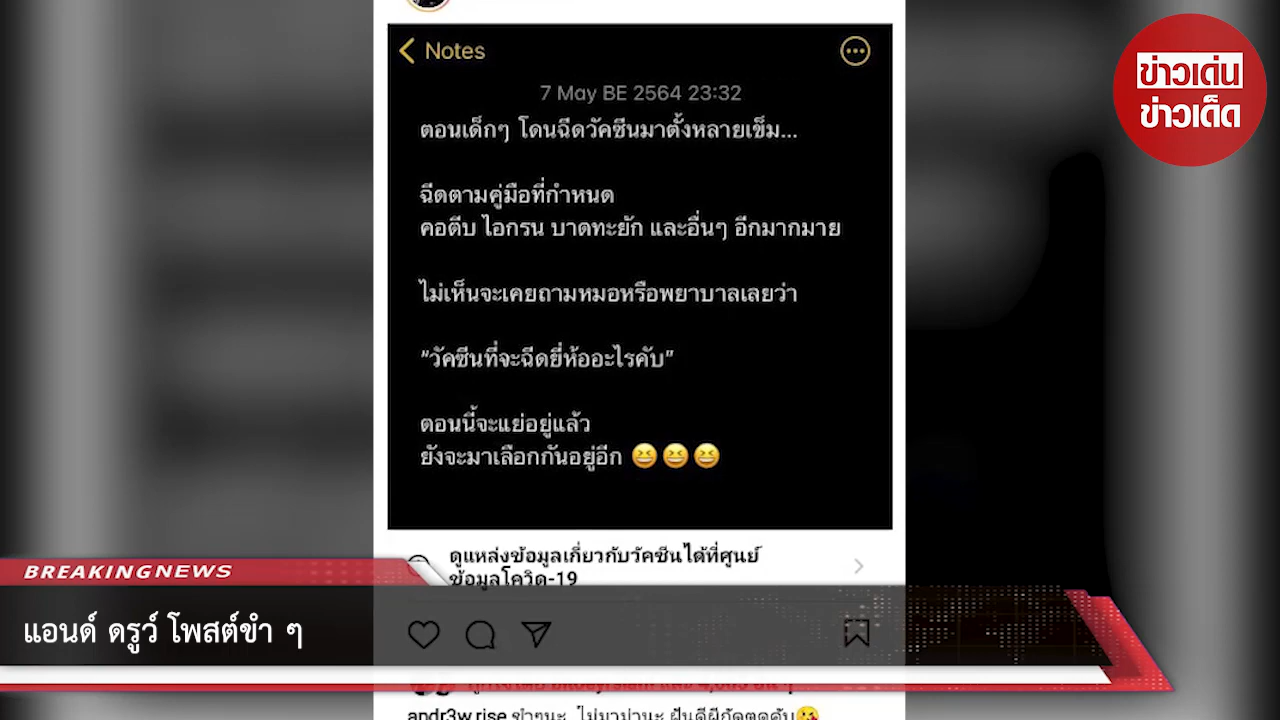 Notes
7 May BE 2564 23:32
ตอนเด็กๆ โดนฉีดวัคซีนมาตั้งหลายเข็ม...
ฉีดตามคู่มือที่กำหนด
คอตีบ ไอกรน บาดทะยัก และอื่นๆ อีกมากมาย
ไม่เห็นจะเคยถามหมอหรือพยาบาลเลยว่า
"วัคซีนที่จะฉีดยี่ห้ออะไรคับ"
ตอนนี้จะแย่อยู่แล้ว
ยังจะมาเลือกกันอยู่อีก 😆😆😆
ข่าวเด่น
ข่าวเด็ด
ดูแหล่งข้อมูลเกี่ยวกับวัคซีนได้ที่ศูนย์
ข้อมูลโควิด-19
BREAKINGNEWS
แอนด์ ดรูว์ โพสต์ขำ ๆ
andr3w.rise ขำๆนะ